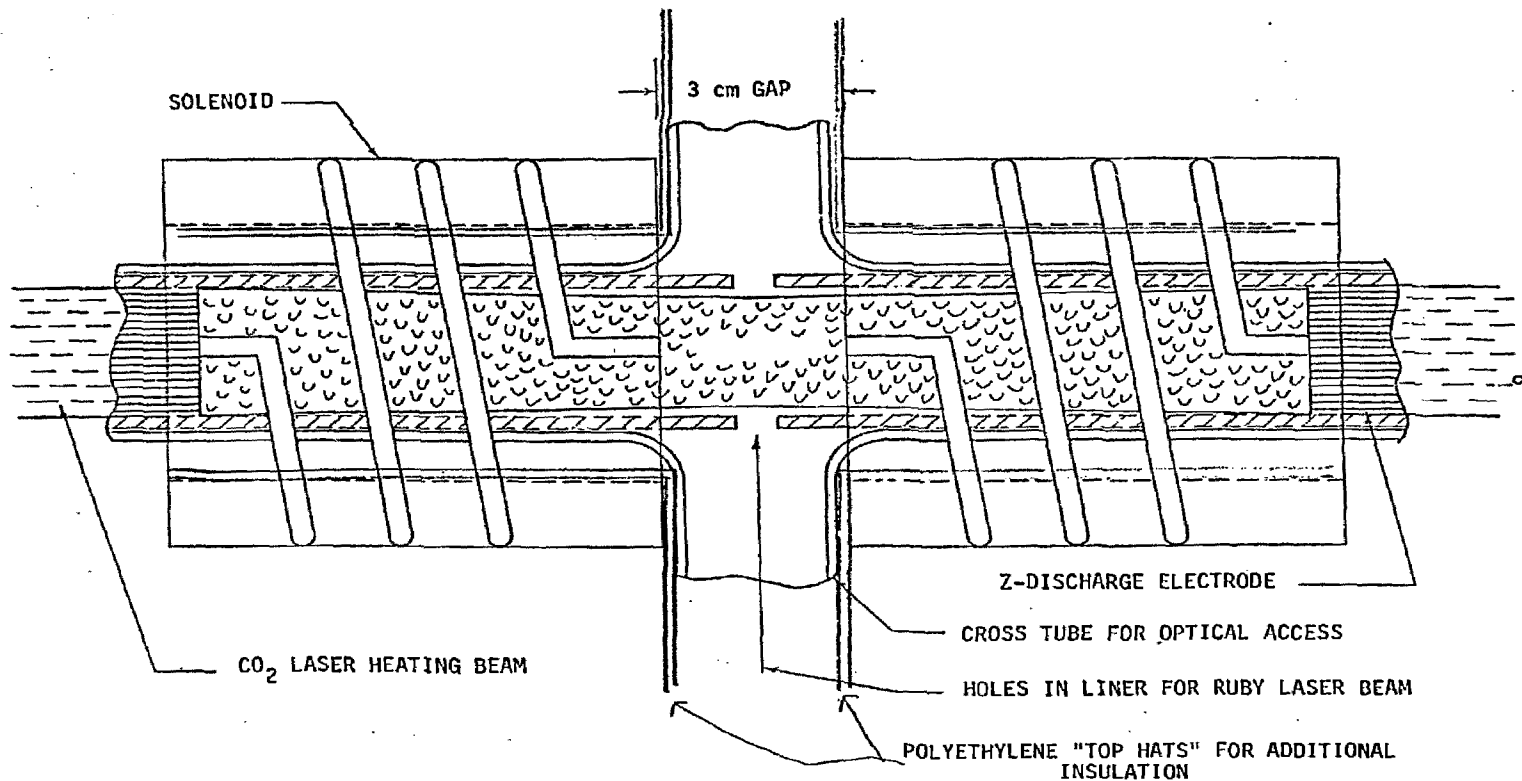 3 cm GAP
SOLENOID
Z-DISCHARGE ELECTRODE
CROSS TUBE FOR OPTICAL ACCESS
CO₂ LASER HEATING BEAM
HOLES IN LINER FOR RUBY LASER BEAM
POLYETHYLENE "TOP HATS" FOR ADDITIONAL
INSULATION